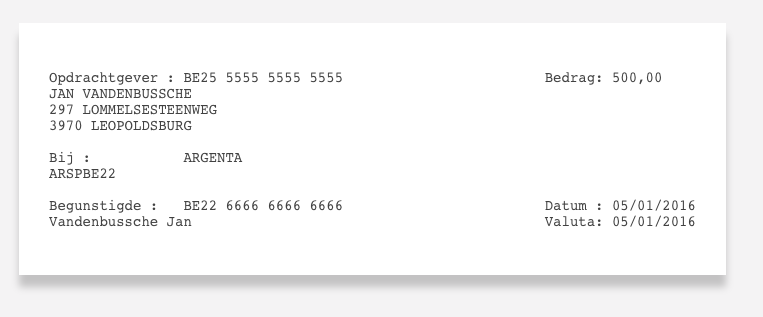 Opdrachtgever : BE25 5555 5555 5555 Bedrag: 500,00
JAN VANDENBUSSCHE
297 LOMMELSESTEENWEG
3970 LEOPOLDSBURG
Bij : ARGENTA
ARSPBE22
Begunstigde : BE22 6666 6666 6666 Datum : 05/01/2016
Vandenbussche Jan Valuta: 05/01/2016